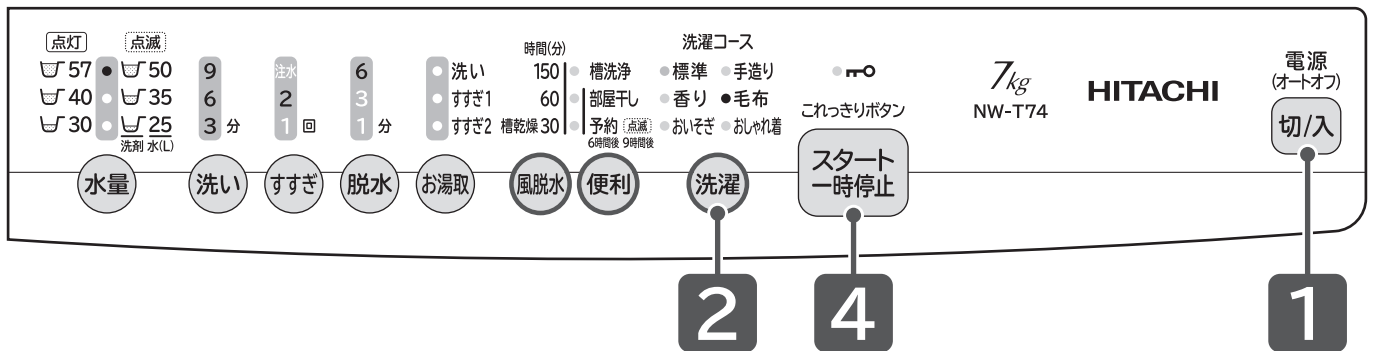 点灯 点滅
57 50
40 35
30 25
洗剤 水(L)
水量
9
6
3 分
洗い
注水
2
1 回
すすぎ
6
3
1 分
脱水
洗い
すすぎ1
すすぎ2
お湯取
時間(分)
150
60
槽乾燥 30
風脱水
槽洗浄
部屋干し
予約 点滅
6時間後 9時間後
便利
洗濯コース
標準 手造り
香り 毛布
おいそぎ おしゃれ着
洗濯
これっきりボタン
スタート
一時停止
7kg
NW-T74
HITACHI
電源
(オートオフ)
切/入
2
4
1